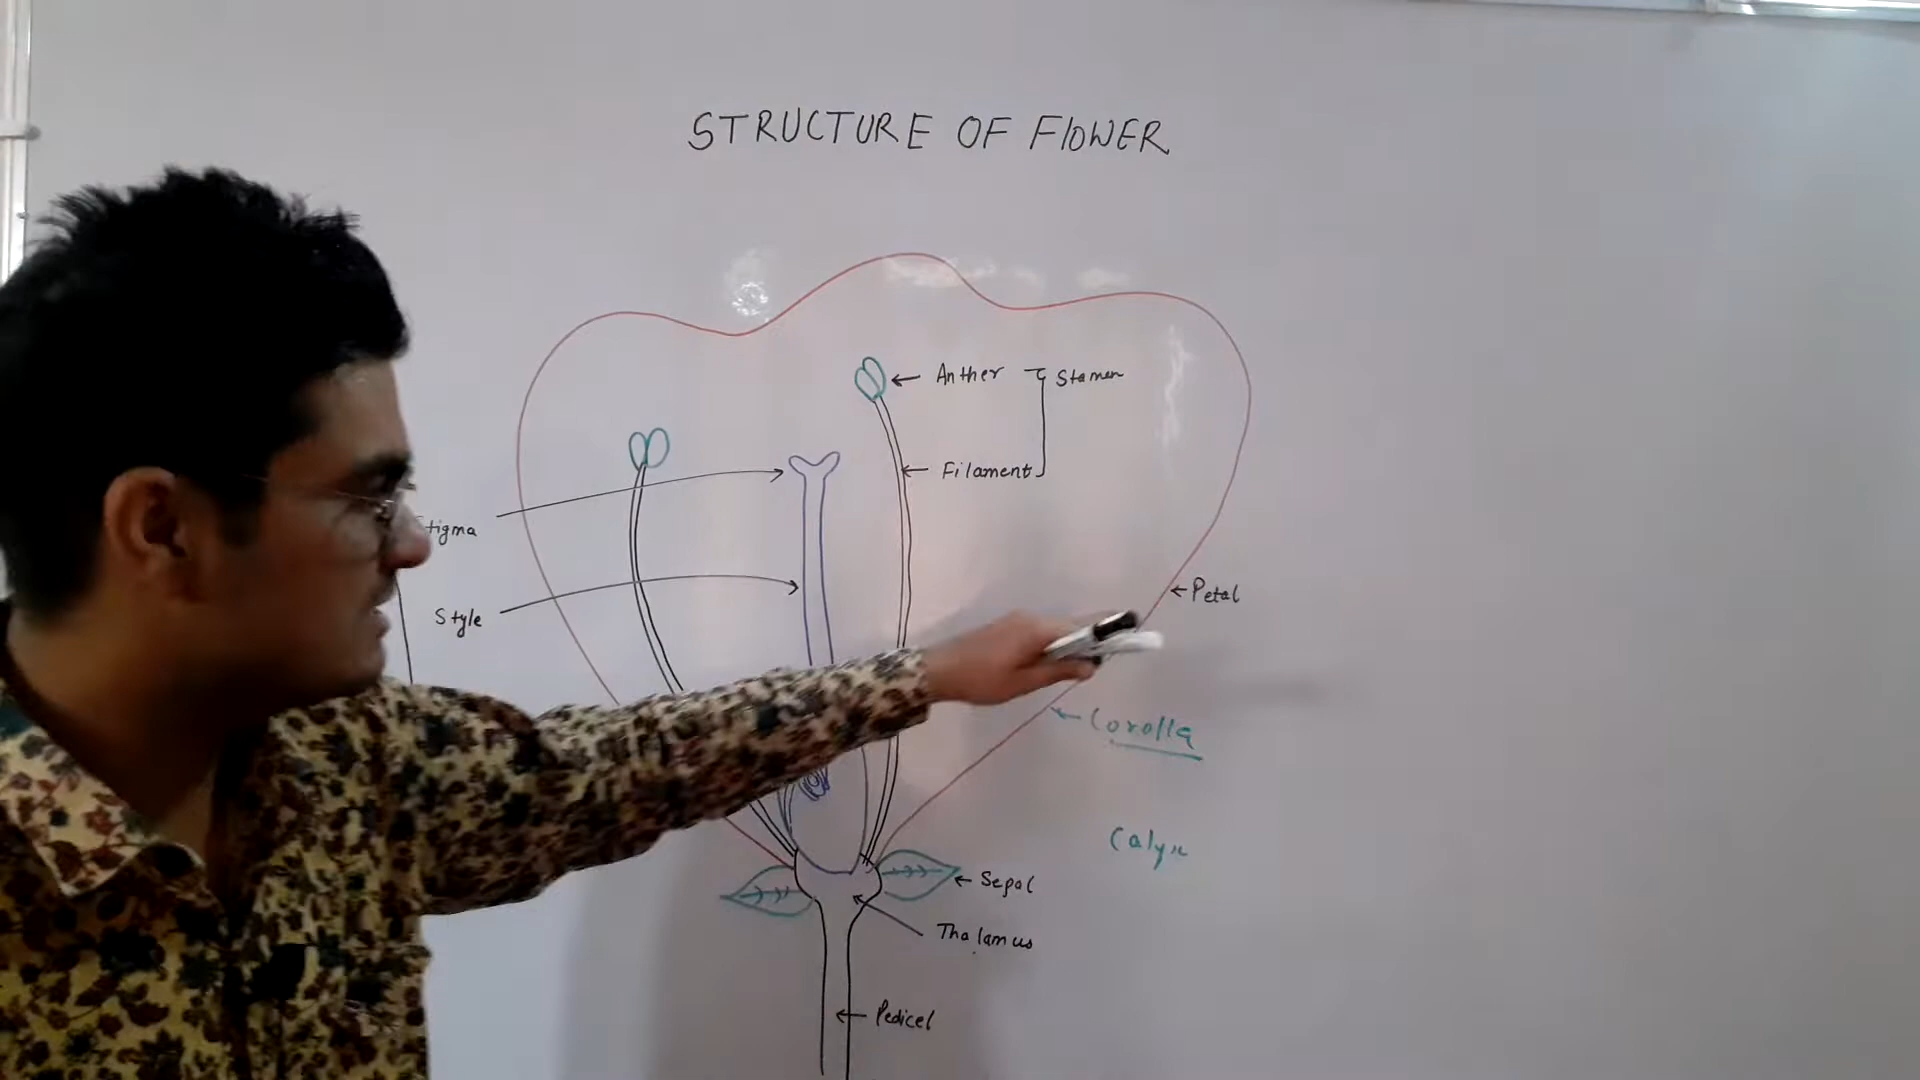 STRUCTURE OF FlOWER
Anther
Stamen
Filament
tigma
Style
Petal
Corolla
Calyx
Sepal
Thalamus
Pedicel